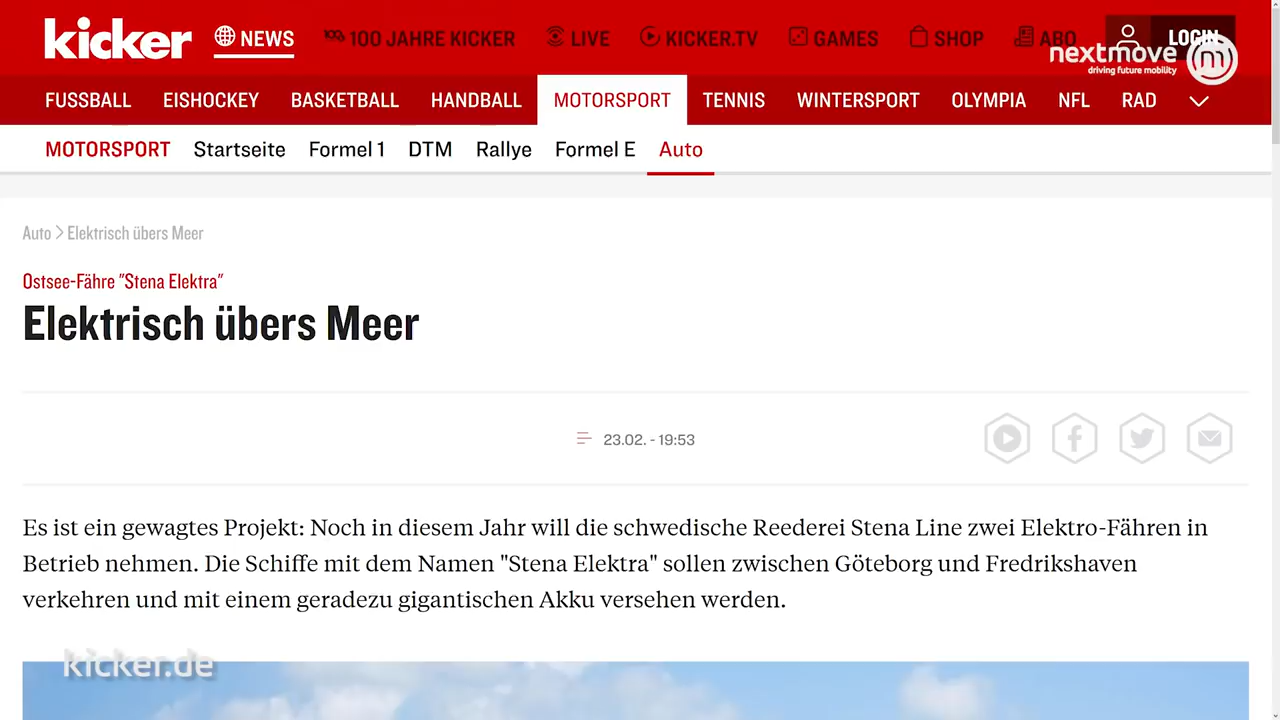 kicker NEWS 100 JAHRE KICKER LIVE KICKER.TV GAMES SHOP ABO LOGIN
nextmove
driving future mobility
FUSSBALL EISHOCKEY BASKETBALL HANDBALL MOTORSPORT TENNIS WINTERSPORT OLYMPIA NFL RAD
MOTORSPORT Startseite Formel 1 DTM Rallye Formel E Auto
Auto > Elektrisch übers Meer
Ostsee-Fähre "Stena Elektra"
Elektrisch übers Meer
23.02. - 19:53
Es ist ein gewagtes Projekt: Noch in diesem Jahr will die schwedische Reederei Stena Line zwei Elektro-Fähren in
Betrieb nehmen. Die Schiffe mit dem Namen "Stena Elektra" sollen zwischen Göteborg und Fredrikshaven
verkehren und mit einem geradezu gigantischen Akku versehen werden.
kicker.de